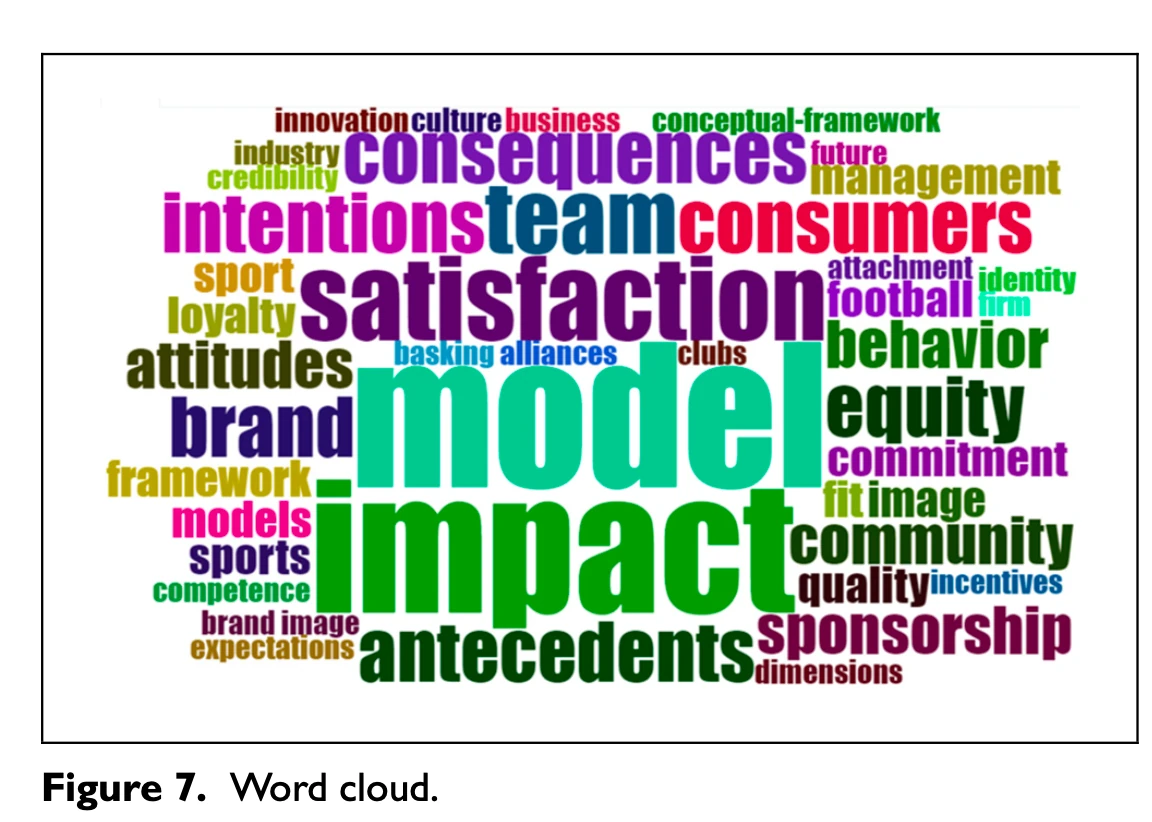 innovation culture business conceptual-framework
industry consequences future
credibility management
intentions team consumers
sport satisfaction attachment identity
loyalty football firm
attitudes basking alliances clubs behavior
brand model equity
framework commitment
models impact fit image
sports community
competence quality incentives
brand image sponsorship
expectations antecedents dimensions
Figure 7. Word cloud.